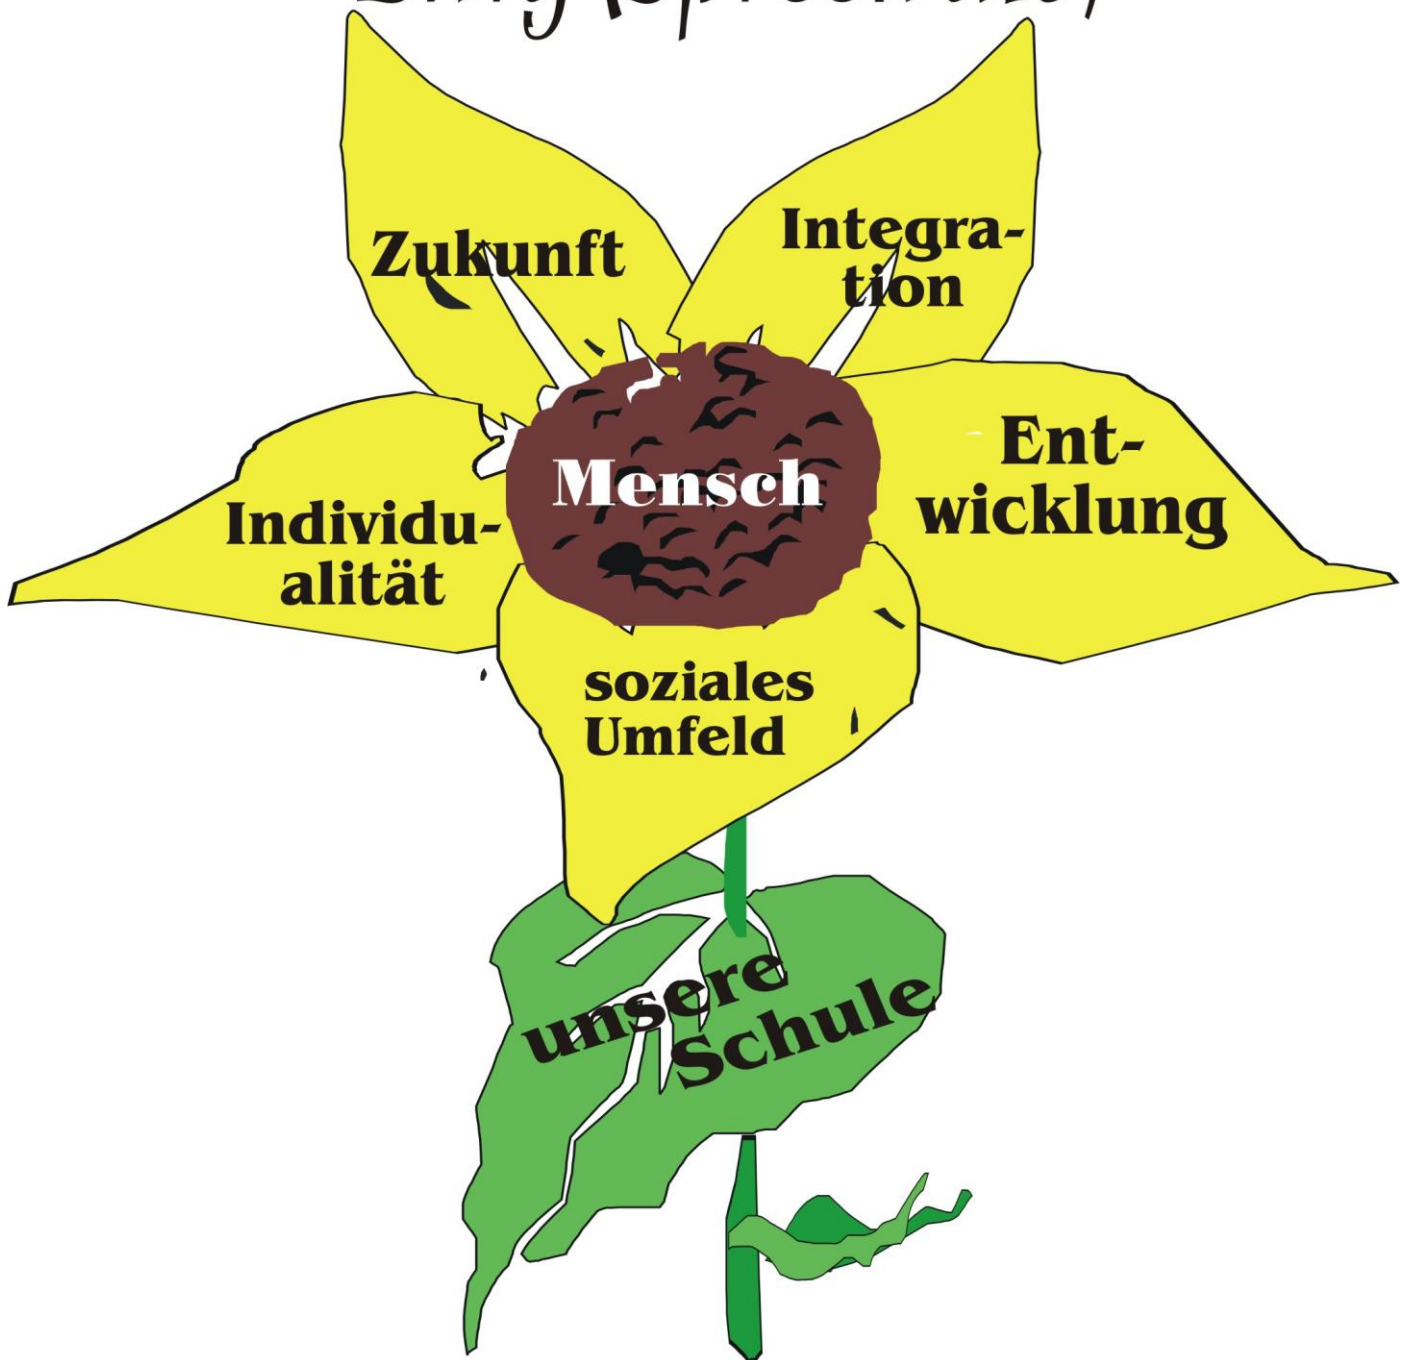 Zukunft
Integra-
tion
Ent-
wicklung
Mensch
Individu-
alität
soziales
Umfeld
unsere
Schule